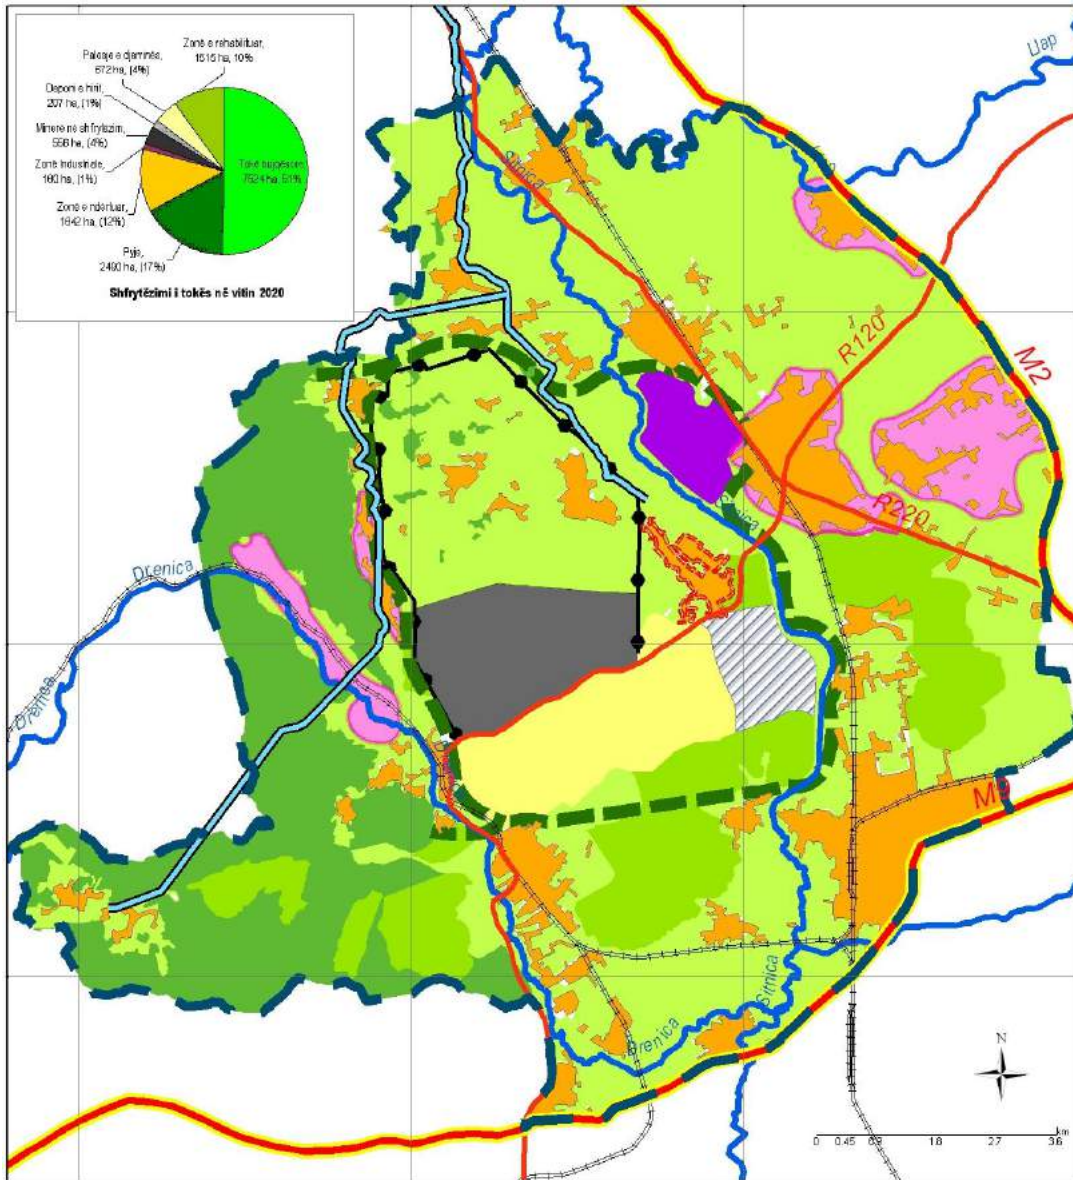 Zonë e rehabilituar,
1515 ha, 10%
Peisaje e djerrinës,
672 ha, (4%)
Deponi e hirit,
207 ha, (1%)
Minierë në shfrytëzim,
556 ha, (4%)
Zonë Industriale,
160 ha, (1%)
Zonë e ndërtuar,
1842 ha, (12%)
Pyje,
2490 ha, (17%)
Tokë bujqësore,
7524 ha, 51%
Shfrytëzimi i tokës në vitin 2020
Llap
Sitnica
R120
M2
R220
Sitnica
Drenica
Drenica
M9
Sitnica
Drenica
N
km
0 0.45 0.9 1.8 2.7 3.6